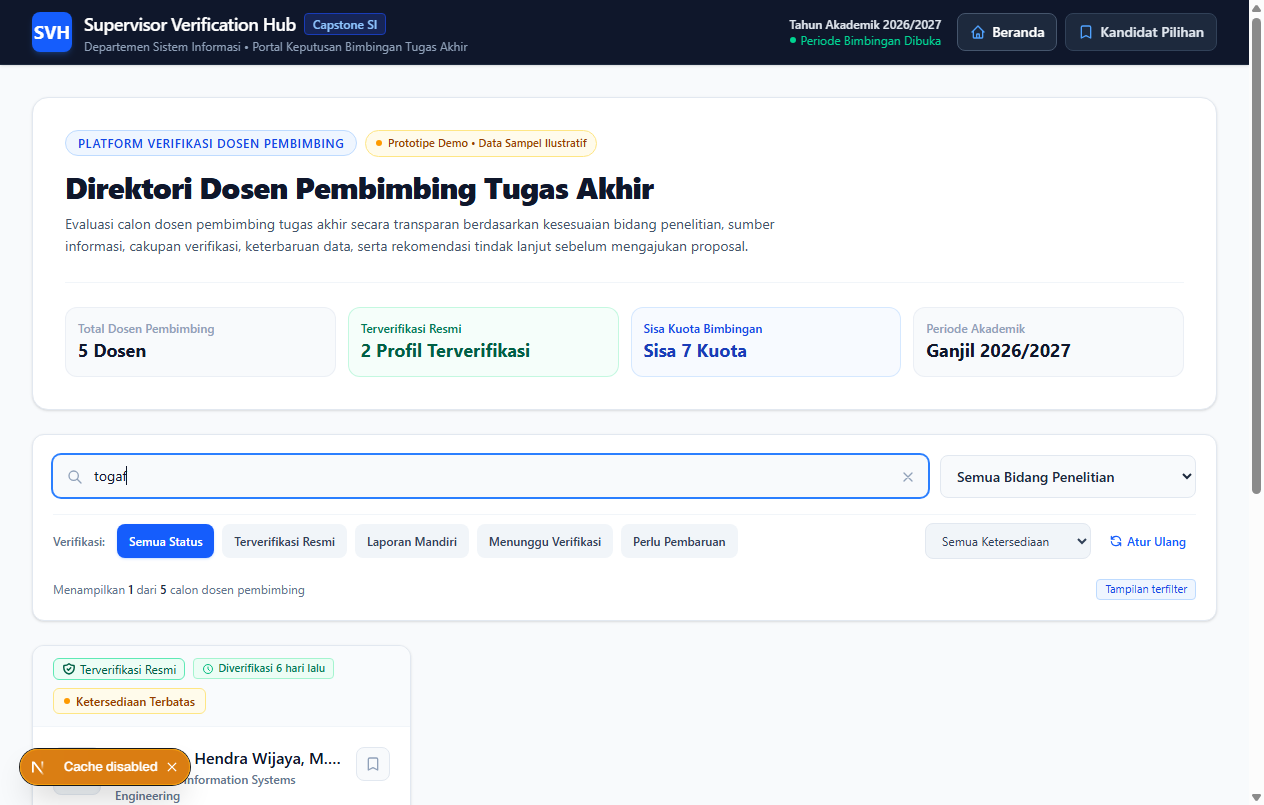 SVH
Supervisor Verification Hub
Capstone SI
Departemen Sistem Informasi • Portal Keputusan Bimbingan Tugas Akhir
Tahun Akademik 2026/2027
Periode Bimbingan Dibuka
Beranda
Kandidat Pilihan
PLATFORM VERIFIKASI DOSEN PEMBIMBING
Prototipe Demo • Data Sampel Ilustratif
Direktori Dosen Pembimbing Tugas Akhir
Evaluasi calon dosen pembimbing tugas akhir secara transparan berdasarkan kesesuaian bidang penelitian, sumber
informasi, cakupan verifikasi, keterbaruan data, serta rekomendasi tindak lanjut sebelum mengajukan proposal.
Total Dosen Pembimbing
5 Dosen
Terverifikasi Resmi
2 Profil Terverifikasi
Sisa Kuota Bimbingan
Sisa 7 Kuota
Periode Akademik
Ganjil 2026/2027
togaf
Semua Bidang Penelitian
Verifikasi:
Semua Status
Terverifikasi Resmi
Laporan Mandiri
Menunggu Verifikasi
Perlu Pembaruan
Semua Ketersediaan
Atur Ulang
Menampilkan 1 dari 5 calon dosen pembimbing
Tampilan terfilter
Terverifikasi Resmi
Diverifikasi 6 hari lalu
Ketersediaan Terbatas
Hendra Wijaya, M....
Information Systems
Engineering
N
Cache disabled